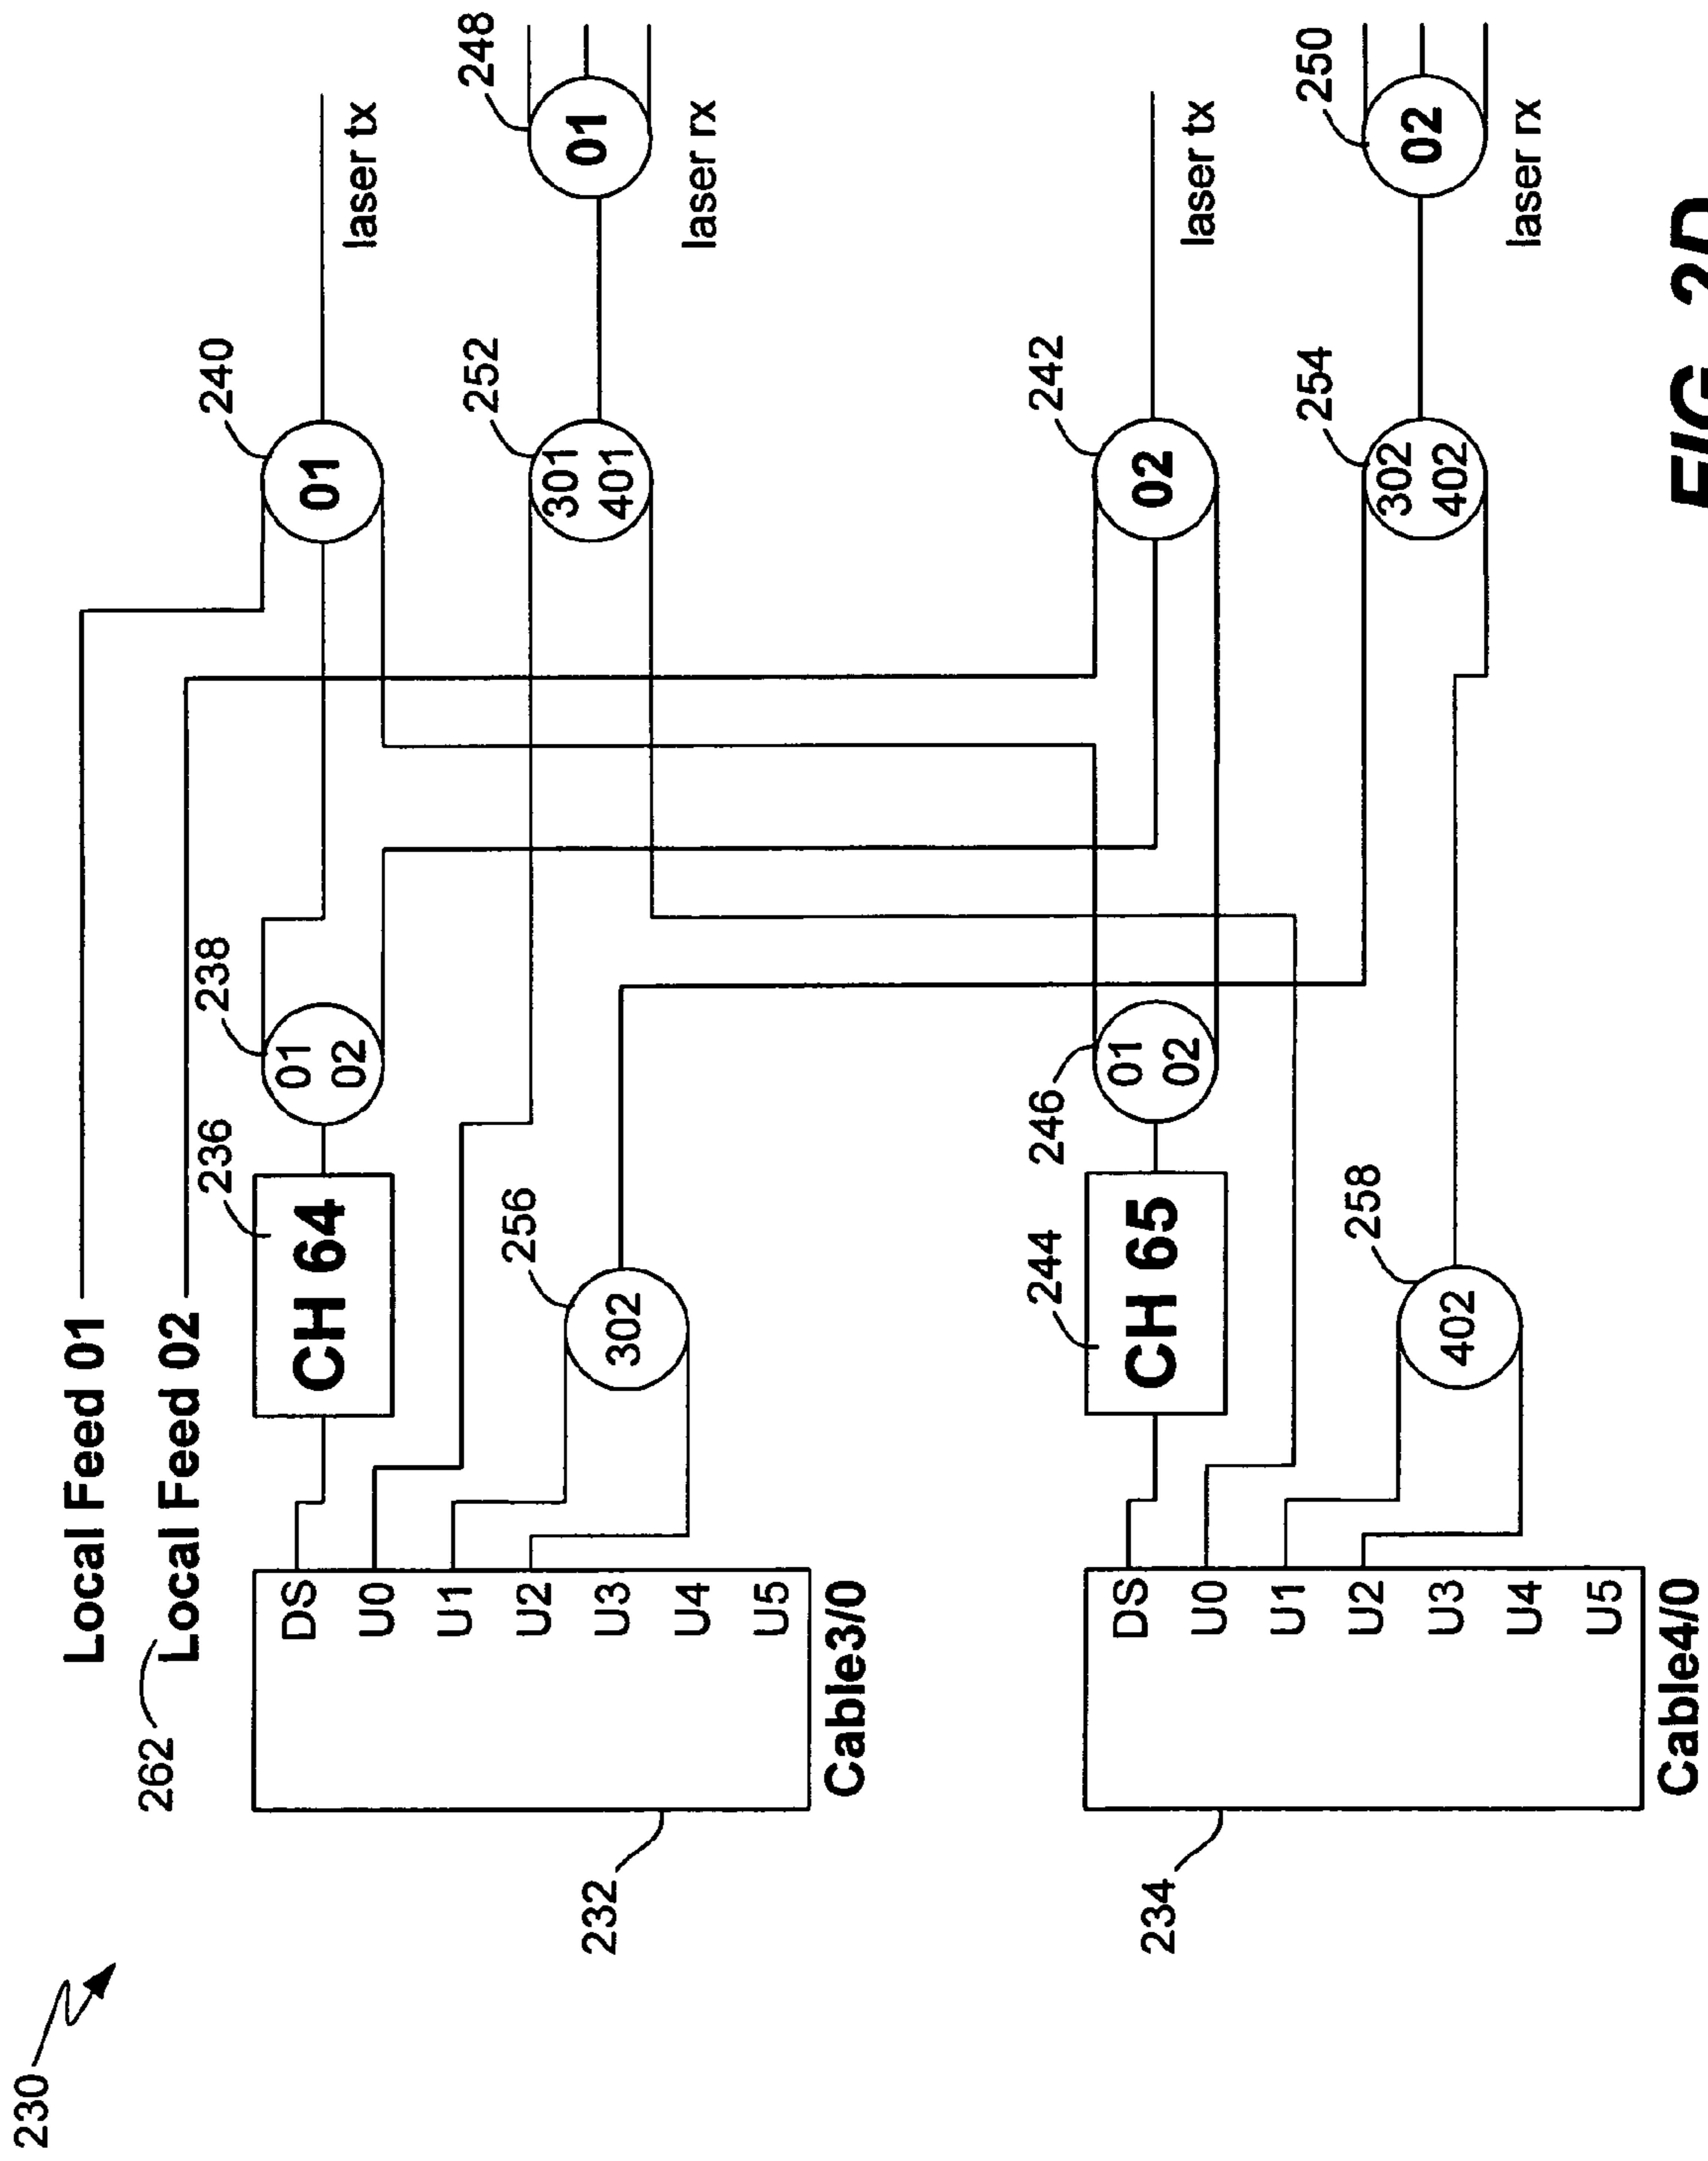 230
Local Feed 01
262
Local Feed 02
232
DS
U0
U1
U2
U3
U4
U5
Cable3/0
236
CH 64
238
01
02
240
01
laser tx
256
302
252
301
401
248
01
laser rx
234
DS
U0
U1
U2
U3
U4
U5
Cable4/0
244
CH 65
246
01
02
242
02
laser tx
258
402
254
302
402
250
02
laser rx